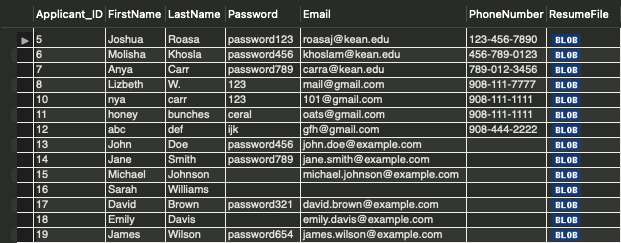 Applicant_ID FirstName LastName Password Email PhoneNumber ResumeFile
5 Joshua Roasa password123 roasaj@kean.edu 123-456-7890 BLOB
6 Molisha Khosla password456 khoslam@kean.edu 456-789-0123 BLOB
7 Anya Carr password789 carra@kean.edu 789-012-3456 BLOB
8 Lizbeth W. 123 mail@gmail.com 908-111-7777 BLOB
10 nya carr 123 101@gmail.com 908-111-1111 BLOB
11 honey bunches ceral oats@gmail.com 908-111-1111 BLOB
12 abc def ijk gfh@gmail.com 908-444-2222 BLOB
13 John Doe password456 john.doe@example.com BLOB
14 Jane Smith password789 jane.smith@example.com BLOB
15 Michael Johnson michael.johnson@example.com BLOB
16 Sarah Williams BLOB
17 David Brown password321 david.brown@example.com BLOB
18 Emily Davis emily.davis@example.com BLOB
19 James Wilson password654 james.wilson@example.com BLOB